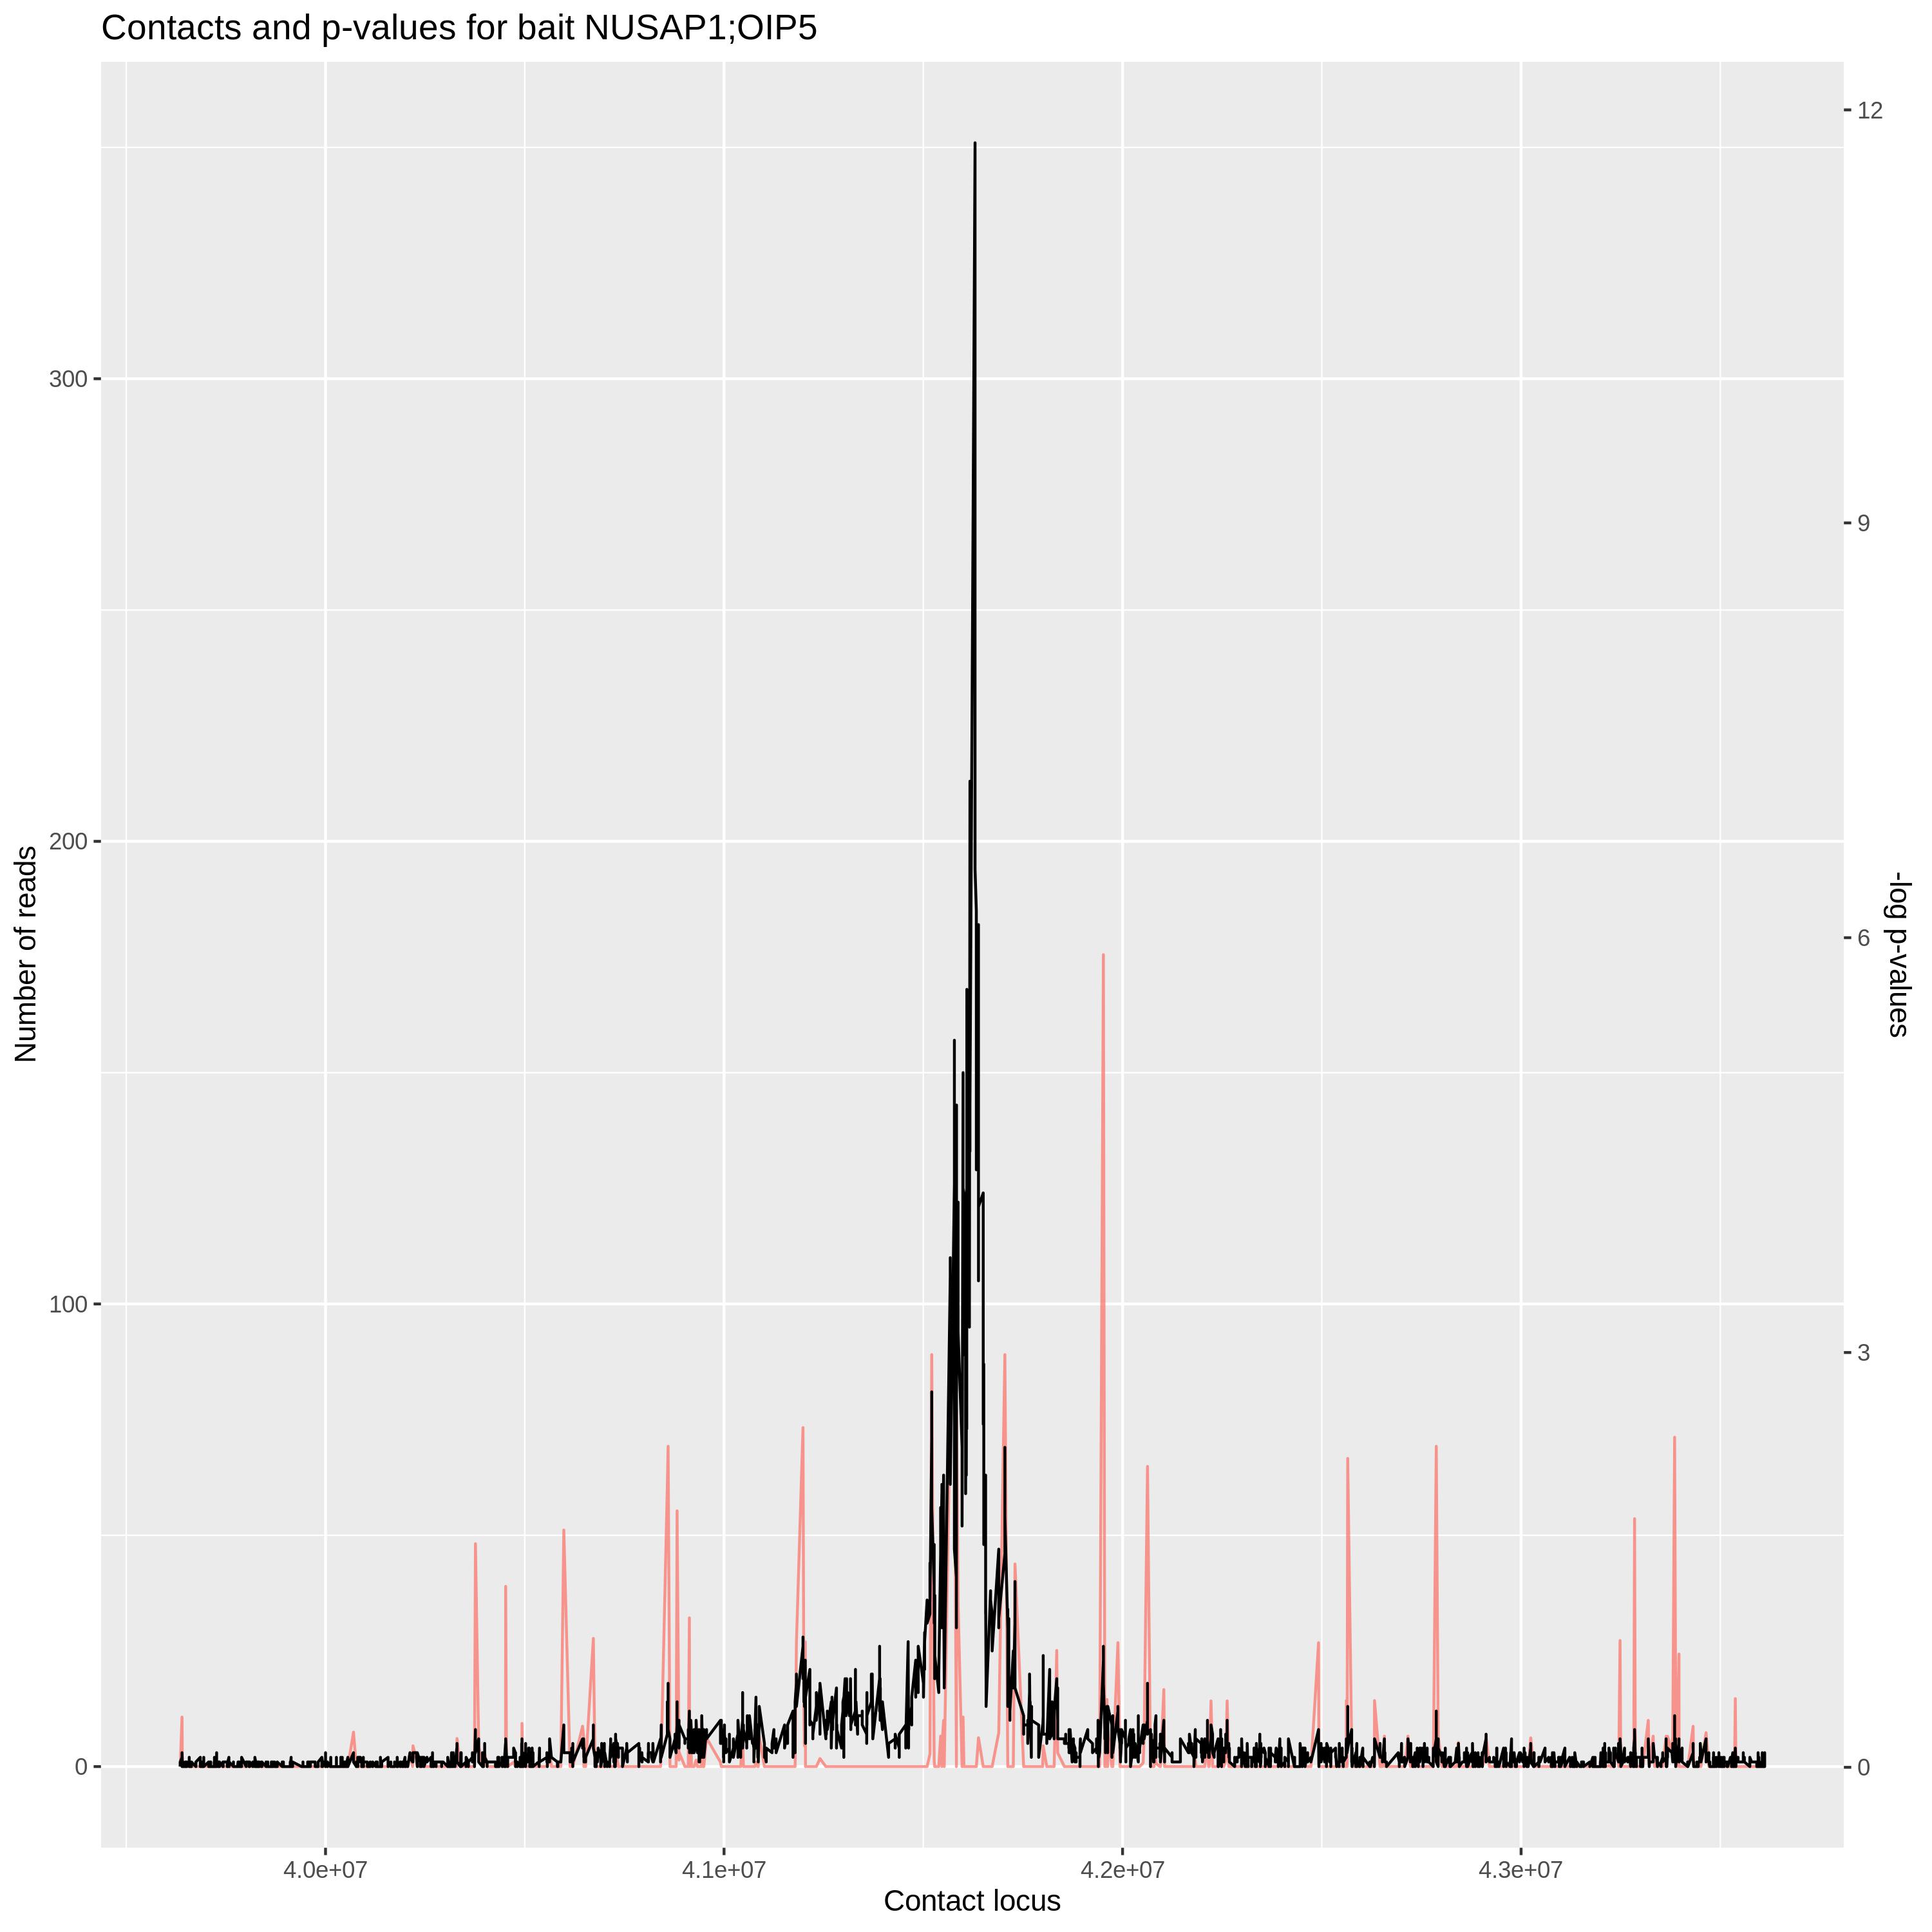 Contacts and p-values for bait NUSAP1;OIP5
12
300
9
200
Number of reads
-log p-values
6
100
3
0
0
4.0e+07
4.1e+07
4.2e+07
4.3e+07
Contact locus